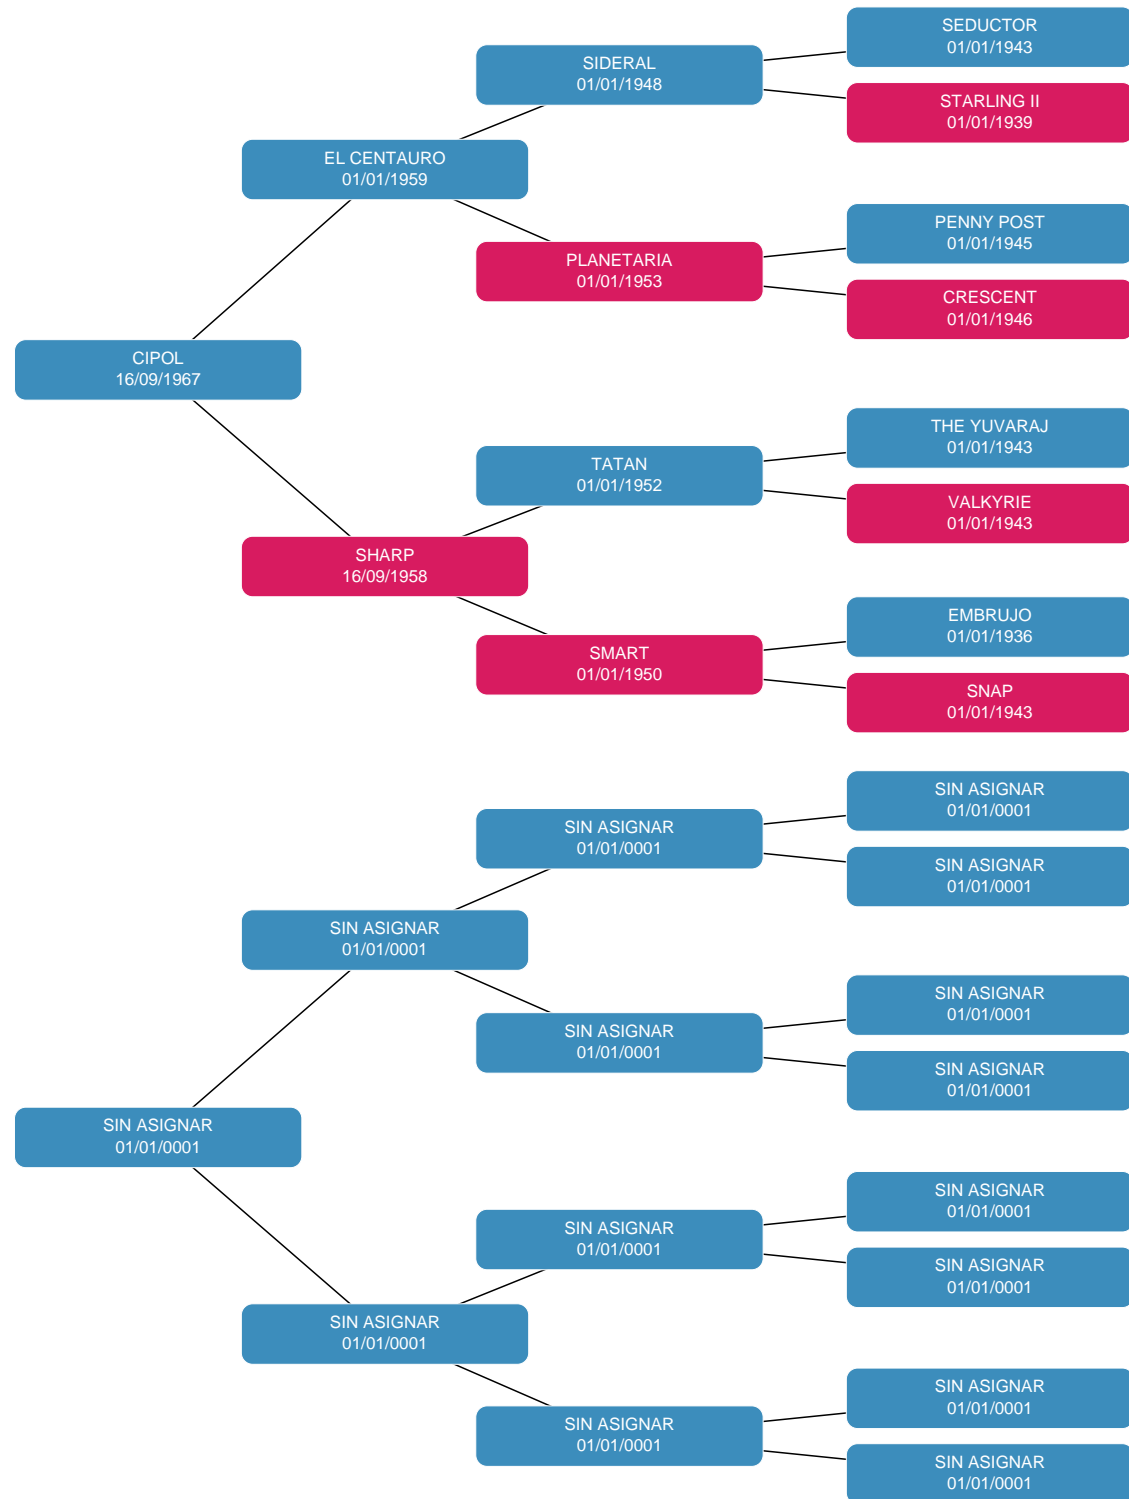 SEDUCTOR
01/01/1943
SIDERAL
01/01/1948
STARLING II
01/01/1939
EL CENTAURO
01/01/1959
PENNY POST
01/01/1945
PLANETARIA
01/01/1953
CRESCENT
01/01/1946
CIPOL
16/09/1967
THE YUVARAJ
01/01/1943
TATAN
01/01/1952
VALKYRIE
01/01/1943
SHARP
16/09/1958
EMBRUJO
01/01/1936
SMART
01/01/1950
SNAP
01/01/1943
SIN ASIGNAR
01/01/0001
SIN ASIGNAR
01/01/0001
SIN ASIGNAR
01/01/0001
SIN ASIGNAR
01/01/0001
SIN ASIGNAR
01/01/0001
SIN ASIGNAR
01/01/0001
SIN ASIGNAR
01/01/0001
SIN ASIGNAR
01/01/0001
SIN ASIGNAR
01/01/0001
SIN ASIGNAR
01/01/0001
SIN ASIGNAR
01/01/0001
SIN ASIGNAR
01/01/0001
SIN ASIGNAR
01/01/0001
SIN ASIGNAR
01/01/0001
SIN ASIGNAR
01/01/0001